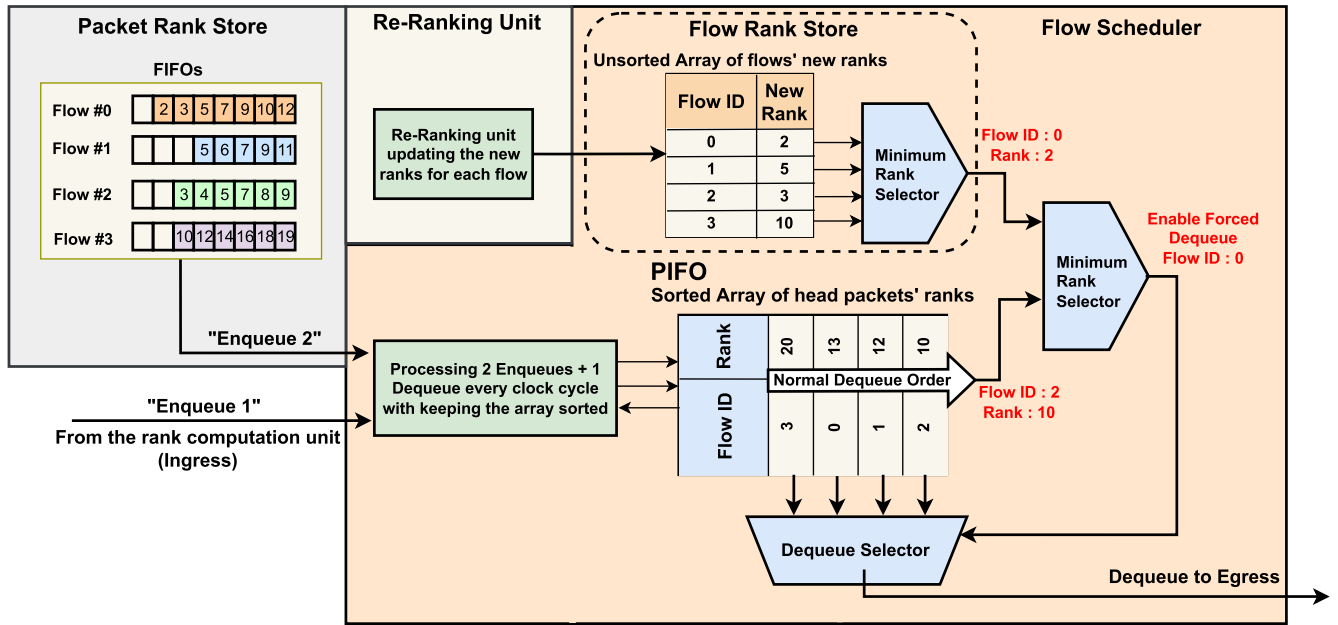 Packet Rank Store
FIFOs
Flow #0 2 3 5 7 9 10 12
Flow #1 5 6 7 9 11
Flow #2 3 4 5 7 8 9
Flow #3 10 12 14 16 18 19
"Enqueue 2"
"Enqueue 1"
From the rank computation unit
(Ingress)
Re-Ranking Unit
Re-Ranking unit
updating the new
ranks for each flow
Flow Scheduler
Flow Rank Store
Unsorted Array of flows' new ranks
Flow ID New
Rank
0 2
1 5
2 3
3 10
Minimum
Rank
Selector
Flow ID : 0
Rank : 2
Minimum
Rank
Selector
Enable Forced
Dequeue
Flow ID : 0
PIFO
Sorted Array of head packets' ranks
Processing 2 Enqueues + 1
Dequeue every clock cycle
with keeping the array sorted
Rank 20 13 12 10
Normal Dequeue Order
Flow ID 3 0 1 2
Flow ID : 2
Rank : 10
Dequeue Selector
Dequeue to Egress